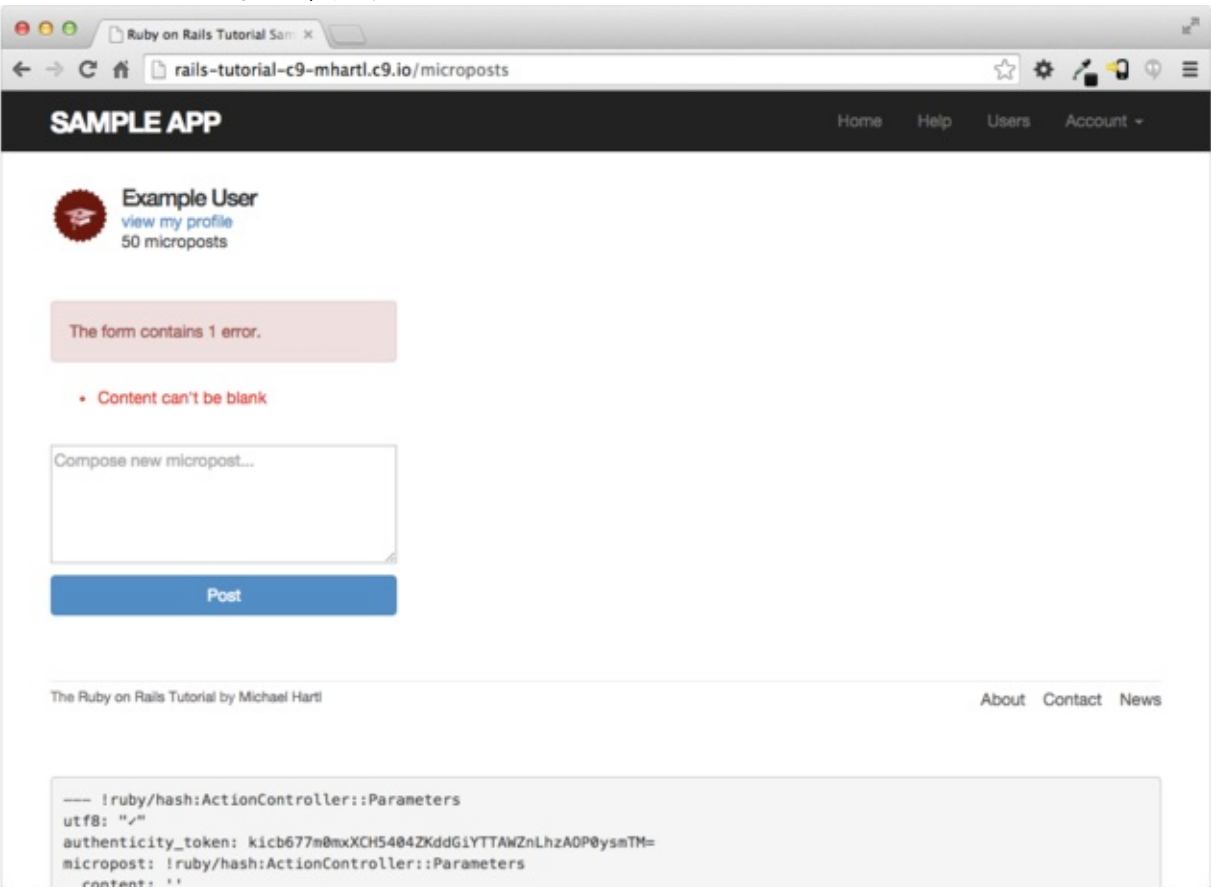 Ruby on Rails Tutorial Sam
rails-tutorial-c9-mhartl.c9.io/microposts
SAMPLE APP
Home Help Users Account
Example User
view my profile
50 microposts
The form contains 1 error.
• Content can't be blank
Compose new micropost...
Post
The Ruby on Rails Tutorial by Michael Hartl
About Contact News
--- !ruby/hash:ActionController::Parameters
utf8: "✓"
authenticity_token: kicb677m0mxXCH5404ZKddGiYTTAWZnLhzAOP0ysmTM=
micropost: !ruby/hash:ActionController::Parameters
content: ''